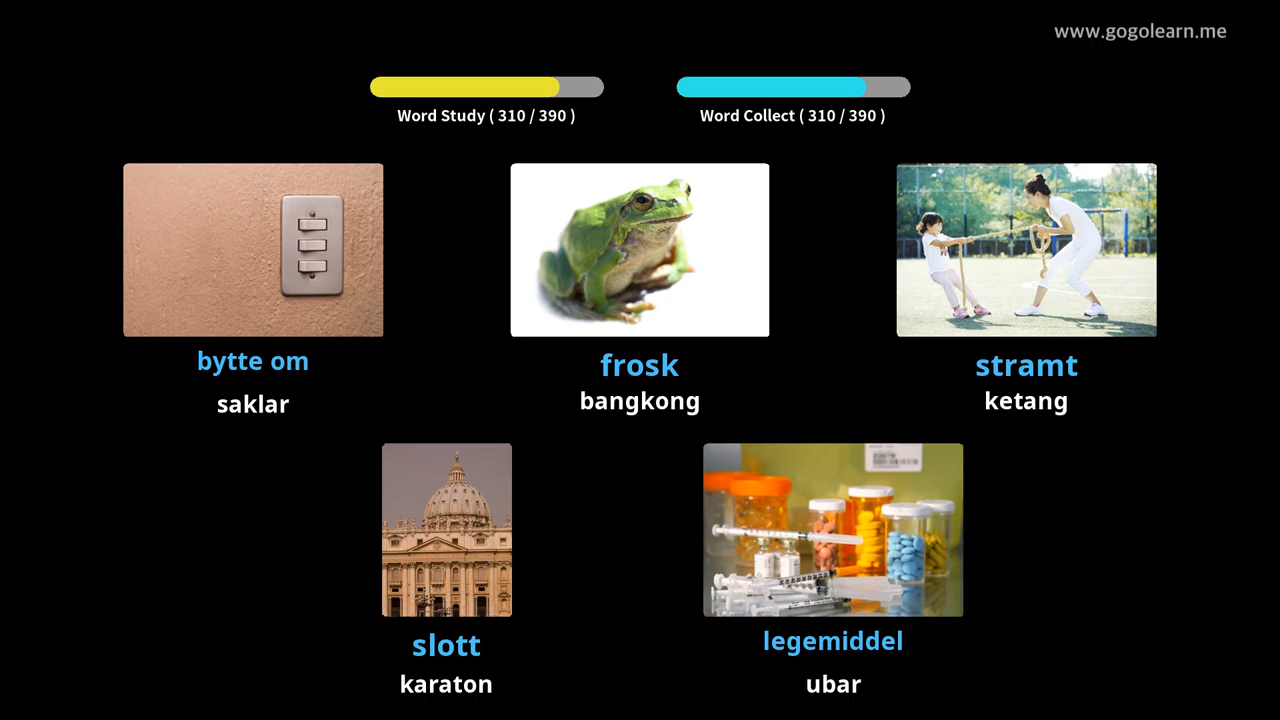 www.gogolearn.me
Word Study ( 310 / 390 )
Word Collect ( 310 / 390 )
bytte om
saklar
frosk
bangkong
stramt
ketang
slott
karaton
legemiddel
ubar